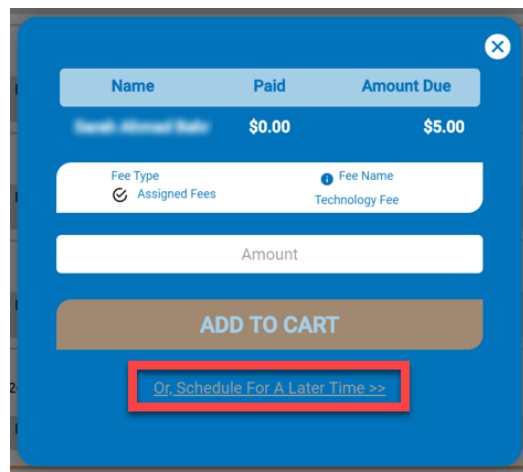 Name Paid Amount Due
$0.00 $5.00
Fee Type Fee Name
Assigned Fees Technology Fee
Amount
ADD TO CART
Or, Schedule For A Later Time >>